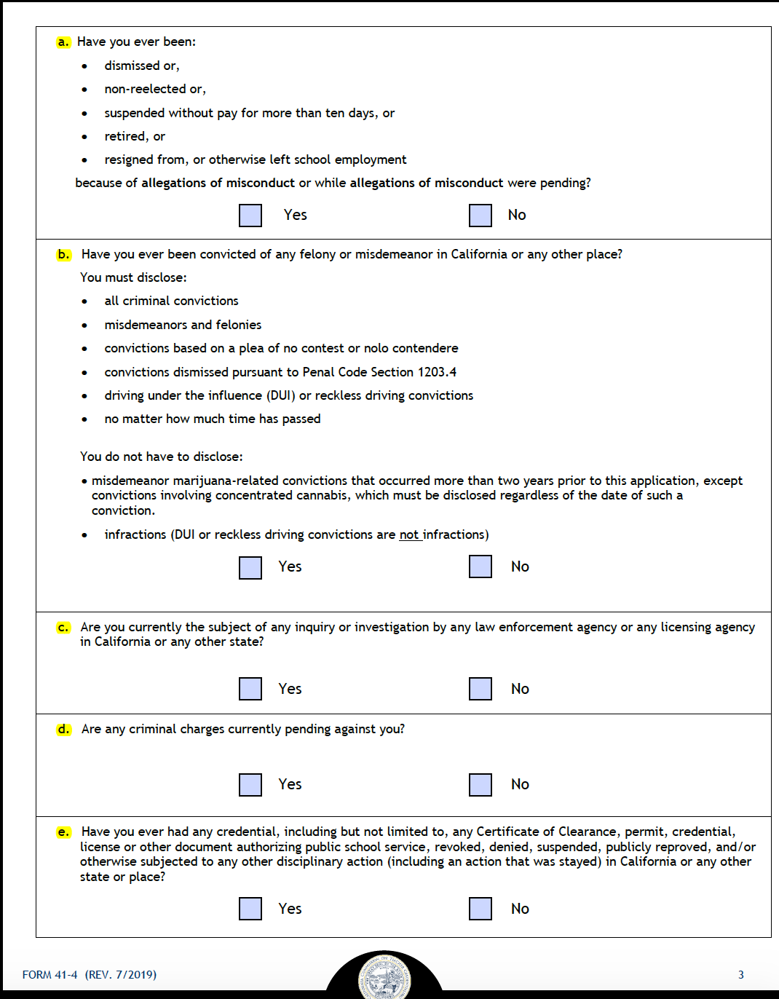 a. Have you ever been:
• dismissed or,
• non-reelected or,
• suspended without pay for more than ten days, or
• retired, or
• resigned from, or otherwise left school employment
because of allegations of misconduct or while allegations of misconduct were pending?
Yes No
b. Have you ever been convicted of any felony or misdemeanor in California or any other place?
You must disclose:
• all criminal convictions
• misdemeanors and felonies
• convictions based on a plea of no contest or nolo contendere
• convictions dismissed pursuant to Penal Code Section 1203.4
• driving under the influence (DUI) or reckless driving convictions
• no matter how much time has passed
You do not have to disclose:
• misdemeanor marijuana-related convictions that occurred more than two years prior to this application, except
convictions involving concentrated cannabis, which must be disclosed regardless of the date of such a
conviction.
• infractions (DUI or reckless driving convictions are not infractions)
Yes No
c. Are you currently the subject of any inquiry or investigation by any law enforcement agency or any licensing agency
in California or any other state?
Yes No
d. Are any criminal charges currently pending against you?
Yes No
e. Have you ever had any credential, including but not limited to, any Certificate of Clearance, permit, credential,
license or other document authorizing public school service, revoked, denied, suspended, publicly reproved, and/or
otherwise subjected to any other disciplinary action (including an action that was stayed) in California or any other
state or place?
Yes No
FORM 41-4 (REV. 7/2019) 3